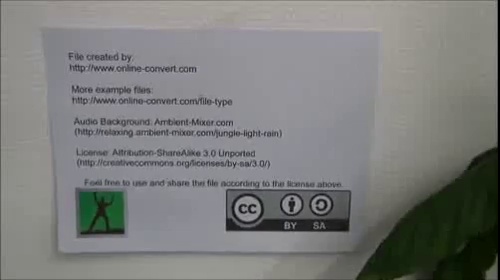 File created by:
http://www.online-convert.com
More example files:
http://www.online-convert.com/file-type
Audio Background: Ambient-Mixer.com
(http://relaxing.ambient-mixer.com/jungle-light-rain)
License: Attribution-ShareAlike 3.0 Unported
(http://creativecommons.org/licenses/by-sa/3.0/)
Feel free to use and share the file according to the license above.
CC
BY SA